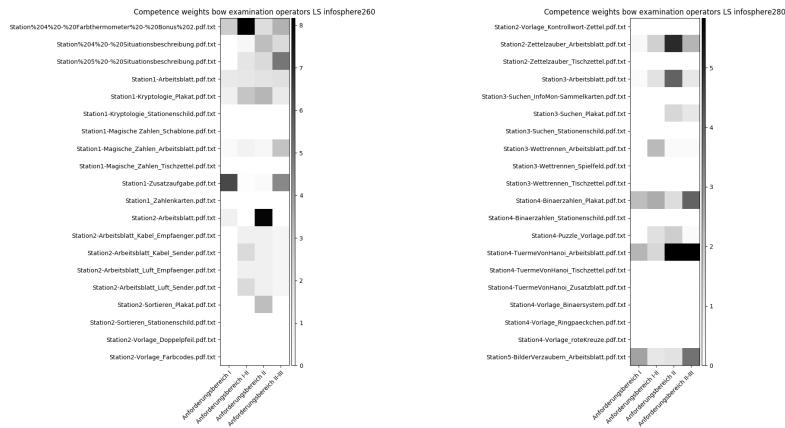 Competence weights bow examination operators LS infosphere260
Station%204%20-%20Farbthermometer%20-%20Bonus%202.pdf.txt
Station%204%20-%20Situationsbeschreibung.pdf.txt
Station%205%20-%20Situationsbeschreibung.pdf.txt
Station1-Arbeitsblatt.pdf.txt
Station1-Kryptologie_Plakat.pdf.txt
Station1-Kryptologie_Stationenschild.pdf.txt
Station1-Magische Zahlen_Schablone.pdf.txt
Station1-Magische_Zahlen_Arbeitsblatt.pdf.txt
Station1-Magische_Zahlen_Tischzettel.pdf.txt
Station1-Zusatzaufgabe.pdf.txt
Station1_Zahlenkarten.pdf.txt
Station2-Arbeitsblatt.pdf.txt
Station2-Arbeitsblatt_Kabel_Empfaenger.pdf.txt
Station2-Arbeitsblatt_Kabel_Sender.pdf.txt
Station2-Arbeitsblatt_Luft_Empfaenger.pdf.txt
Station2-Arbeitsblatt_Luft_Sender.pdf.txt
Station2-Sortieren_Plakat.pdf.txt
Station2-Sortieren_Stationenschild.pdf.txt
Station2-Vorlage_Doppelpfeil.pdf.txt
Station2-Vorlage_Farbcodes.pdf.txt
Anforderungsbereich I
Anforderungsbereich I-II
Anforderungsbereich II
Anforderungsbereich II-III
8
7
6
5
4
3
2
1
0
Competence weights bow examination operators LS infosphere280
Station2-Vorlage_Kontrollwort-Zettel.pdf.txt
Station2-Zettelzauber_Arbeitsblatt.pdf.txt
Station2-Zettelzauber_Tischzettel.pdf.txt
Station3-Arbeitsblatt.pdf.txt
Station3-Suchen_InfoMon-Sammelkarten.pdf.txt
Station3-Suchen_Plakat.pdf.txt
Station3-Suchen_Stationenschild.pdf.txt
Station3-Wettrennen_Arbeitsblatt.pdf.txt
Station3-Wettrennen_Spielfeld.pdf.txt
Station3-Wettrennen_Tischzettel.pdf.txt
Station4-Binaerzahlen_Plakat.pdf.txt
Station4-Binaerzahlen_Stationenschild.pdf.txt
Station4-Puzzle_Vorlage.pdf.txt
Station4-TuermeVonHanoi_Arbeitsblatt.pdf.txt
Station4-TuermeVonHanoi_Tischzettel.pdf.txt
Station4-TuermeVonHanoi_Zusatzblatt.pdf.txt
Station4-Vorlage_Binaersystem.pdf.txt
Station4-Vorlage_Ringpaeckchen.pdf.txt
Station4-Vorlage_roteKreuze.pdf.txt
Station5-BilderVerzaubern_Arbeitsblatt.pdf.txt
Anforderungsbereich I
Anforderungsbereich I-II
Anforderungsbereich II
Anforderungsbereich II-III
5
4
3
2
1
0